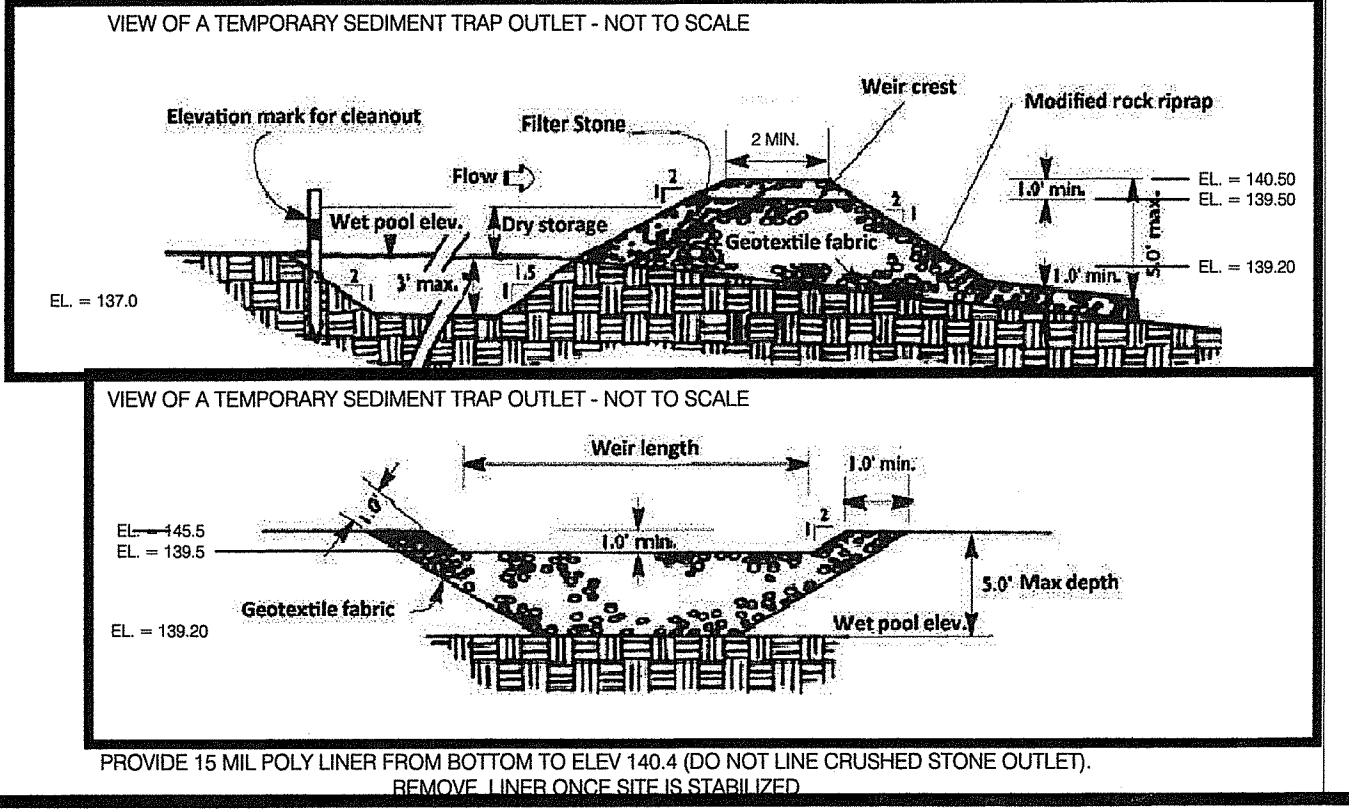 VIEW OF A TEMPORARY SEDIMENT TRAP OUTLET - NOT TO SCALE
Weir crest
Modified rock riprap
Elevation mark for cleanout
Filter Stone
2 MIN.
Flow
2
1
1.0' min.
EL. = 140.50
EL. = 139.50
Wet pool elev.
Dry storage
2
1
5.0' max.
Geotextile fabric
EL. = 139.20
2
1
3' max.
1.5
1
1.0' min.
EL. = 137.0
VIEW OF A TEMPORARY SEDIMENT TRAP OUTLET - NOT TO SCALE
Weir length
1.0' min.
1.0'
EL. = 145.5
2
1
1.0' min.
EL. = 139.5
5.0' Max depth
Geotextile fabric
Wet pool elev.
EL. = 139.20
PROVIDE 15 MIL POLY LINER FROM BOTTOM TO ELEV 140.4 (DO NOT LINE CRUSHED STONE OUTLET).
REMOVE LINER ONCE SITE IS STABILIZED